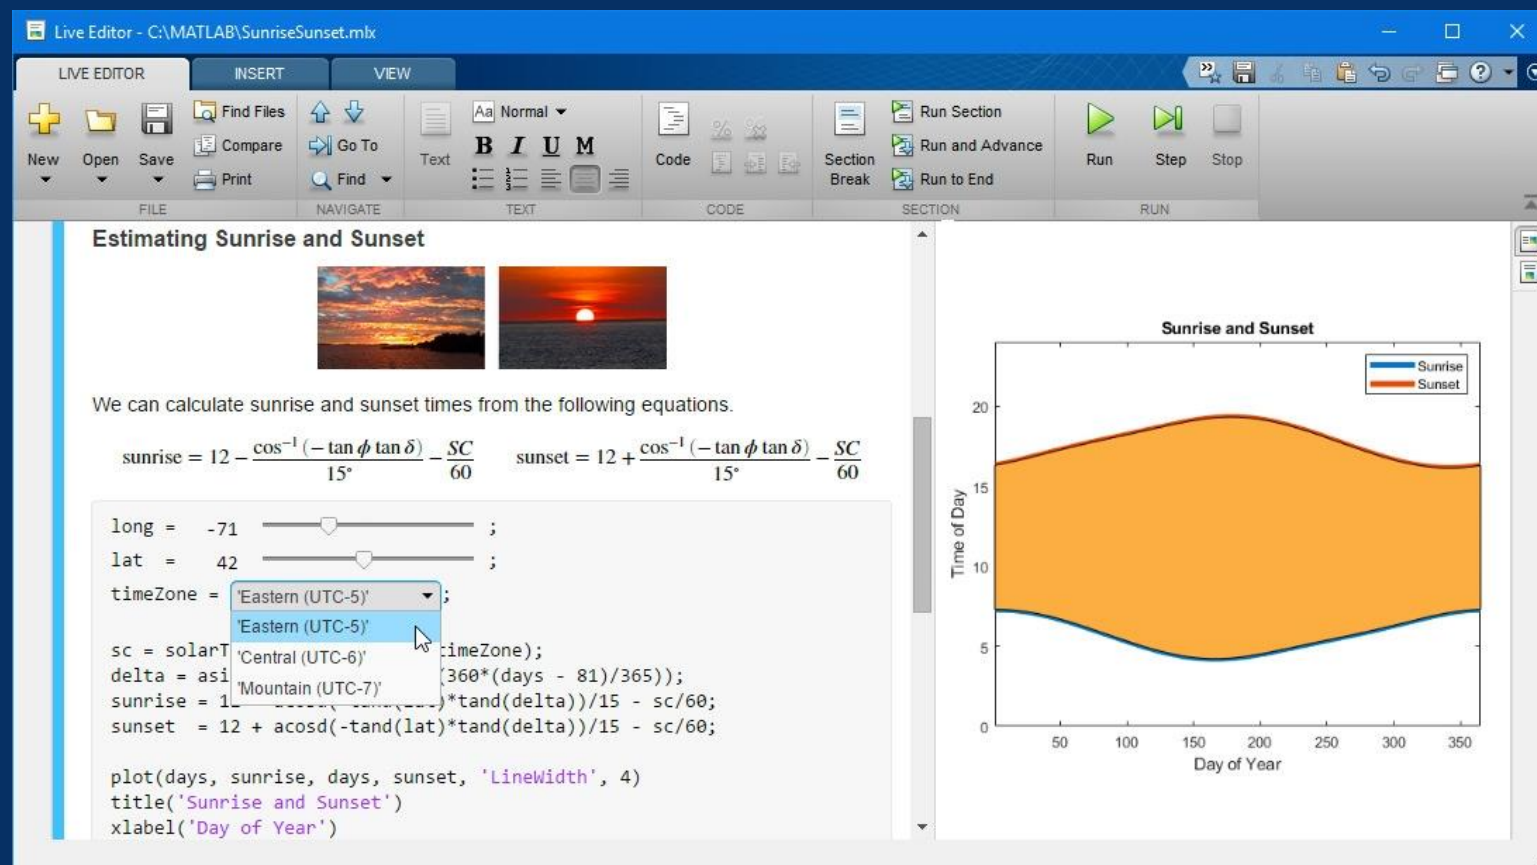 Live Editor - C:\MATLAB\SunriseSunset.mlx
LIVE EDITOR INSERT VIEW
New Open Save
Find Files
Compare
Print
FILE
Go To
Find
NAVIGATE
Text
Aa Normal
B I U M
TEXT
Code
CODE
Section Break
Run Section
Run and Advance
Run to End
SECTION
Run Step Stop
RUN
Estimating Sunrise and Sunset
We can calculate sunrise and sunset times from the following equations.
sunrise = 12 − cos⁻¹ (− tan ϕ tan δ) / 15° − SC / 60
sunset = 12 + cos⁻¹ (− tan ϕ tan δ) / 15° − SC / 60
long = -71 ;
lat = 42 ;
timeZone = 'Eastern (UTC-5)' ;
'Eastern (UTC-5)'
'Central (UTC-6)'
'Mountain (UTC-7)'
sc = solarT timeZone);
delta = asi (360*(days - 81)/365));
sunrise = 12 - acosd(-tand(lat)*tand(delta))/15 - sc/60;
sunset = 12 + acosd(-tand(lat)*tand(delta))/15 - sc/60;
plot(days, sunrise, days, sunset, 'LineWidth', 4)
title('Sunrise and Sunset')
xlabel('Day of Year')
Sunrise and Sunset
Sunrise
Sunset
Time of Day
20
15
10
5
0
50 100 150 200 250 300 350
Day of Year